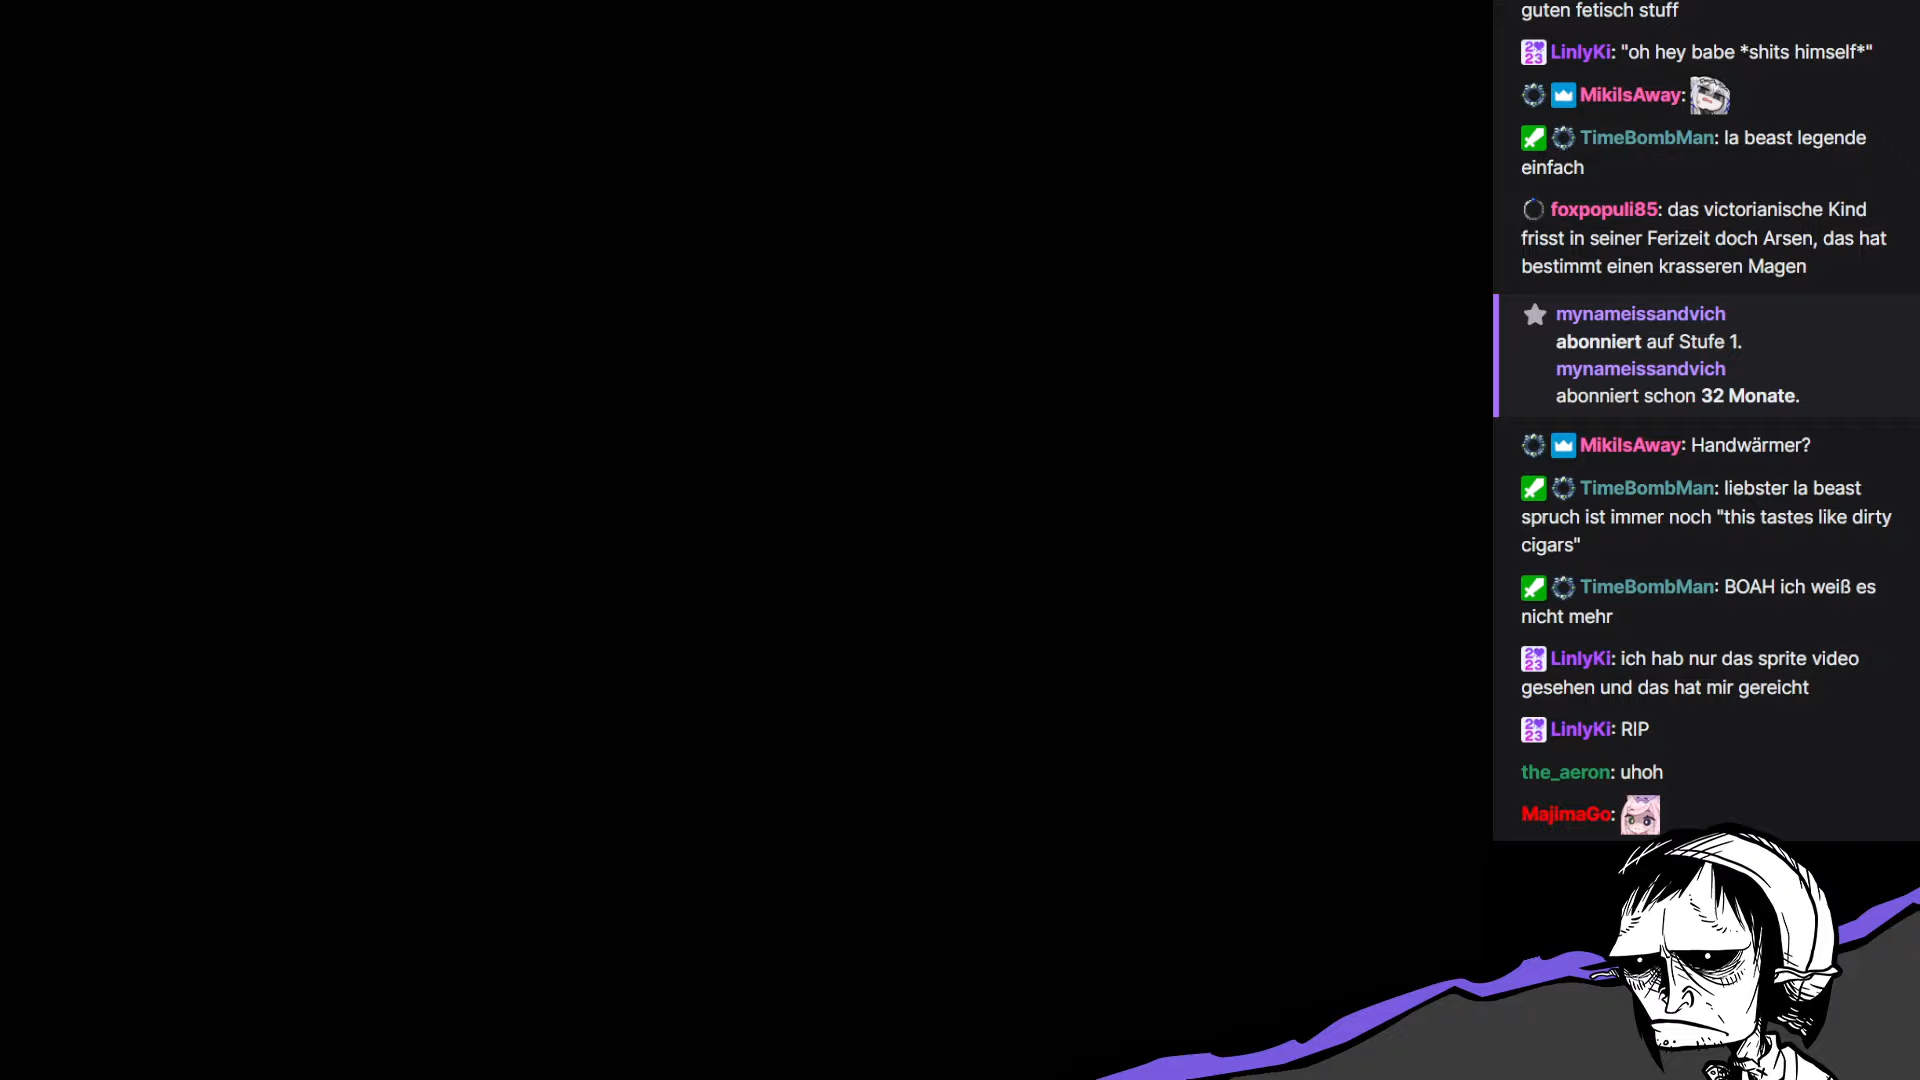 guten fetisch stuff
LinlyKi: "oh hey babe *shits himself*"
MikiIsAway:
TimeBombMan: la beast legende
einfach
foxpopuli85: das victorianische Kind
frisst in seiner Ferizeit doch Arsen, das hat
bestimmt einen krasseren Magen
mynameissandvich
abonniert auf Stufe 1.
mynameissandvich
abonniert schon 32 Monate.
MikiIsAway: Handwärmer?
TimeBombMan: liebster la beast
spruch ist immer noch "this tastes like dirty
cigars"
TimeBombMan: BOAH ich weiß es
nicht mehr
LinlyKi: ich hab nur das sprite video
gesehen und das hat mir gereicht
LinlyKi: RIP
the_aeron: uhoh
MajimaGo: